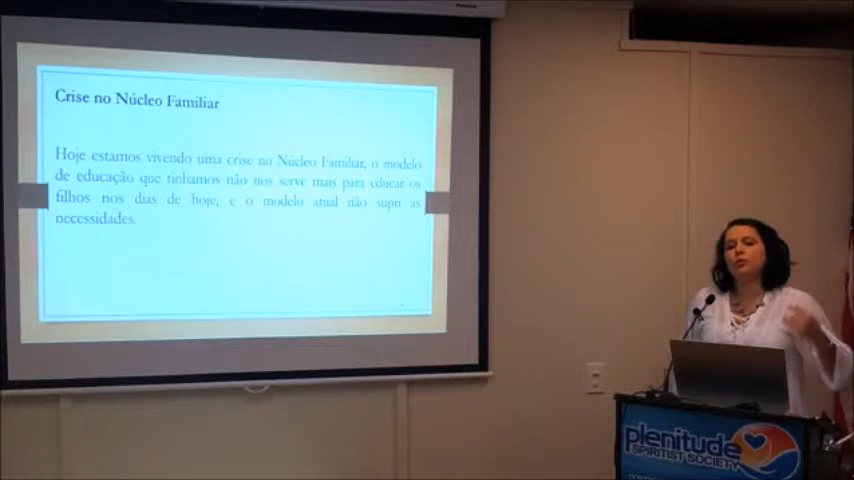 Crise no Núcleo Familiar
Hoje estamos vivendo uma crise no Núcleo Familiar, o modelo
de educação que tinhamos não nos serve mais para educar os
filhos nos dias de hoje, e o modelo atual não supri as
necessidades.
plenitude
SPIRITIST SOCIETY